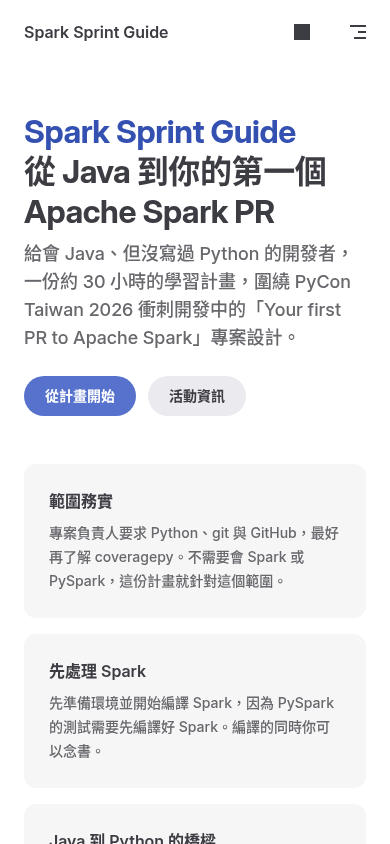 Spark Sprint Guide
Spark Sprint Guide
從 Java 到你的第一個
Apache Spark PR
給會 Java、但沒寫過 Python 的開發者，
一份約 30 小時的學習計畫，圍繞 PyCon
Taiwan 2026 衝刺開發中的「Your first
PR to Apache Spark」專案設計。
從計畫開始
活動資訊
範圍務實
專案負責人要求 Python、git 與 GitHub，最好
再了解 coveragepy。不需要會 Spark 或
PySpark，這份計畫就針對這個範圍。
先處理 Spark
先準備環境並開始編譯 Spark，因為 PySpark
的測試需要先編譯好 Spark。編譯的同時你可
以念書。
Java 到 Python 的橋樑